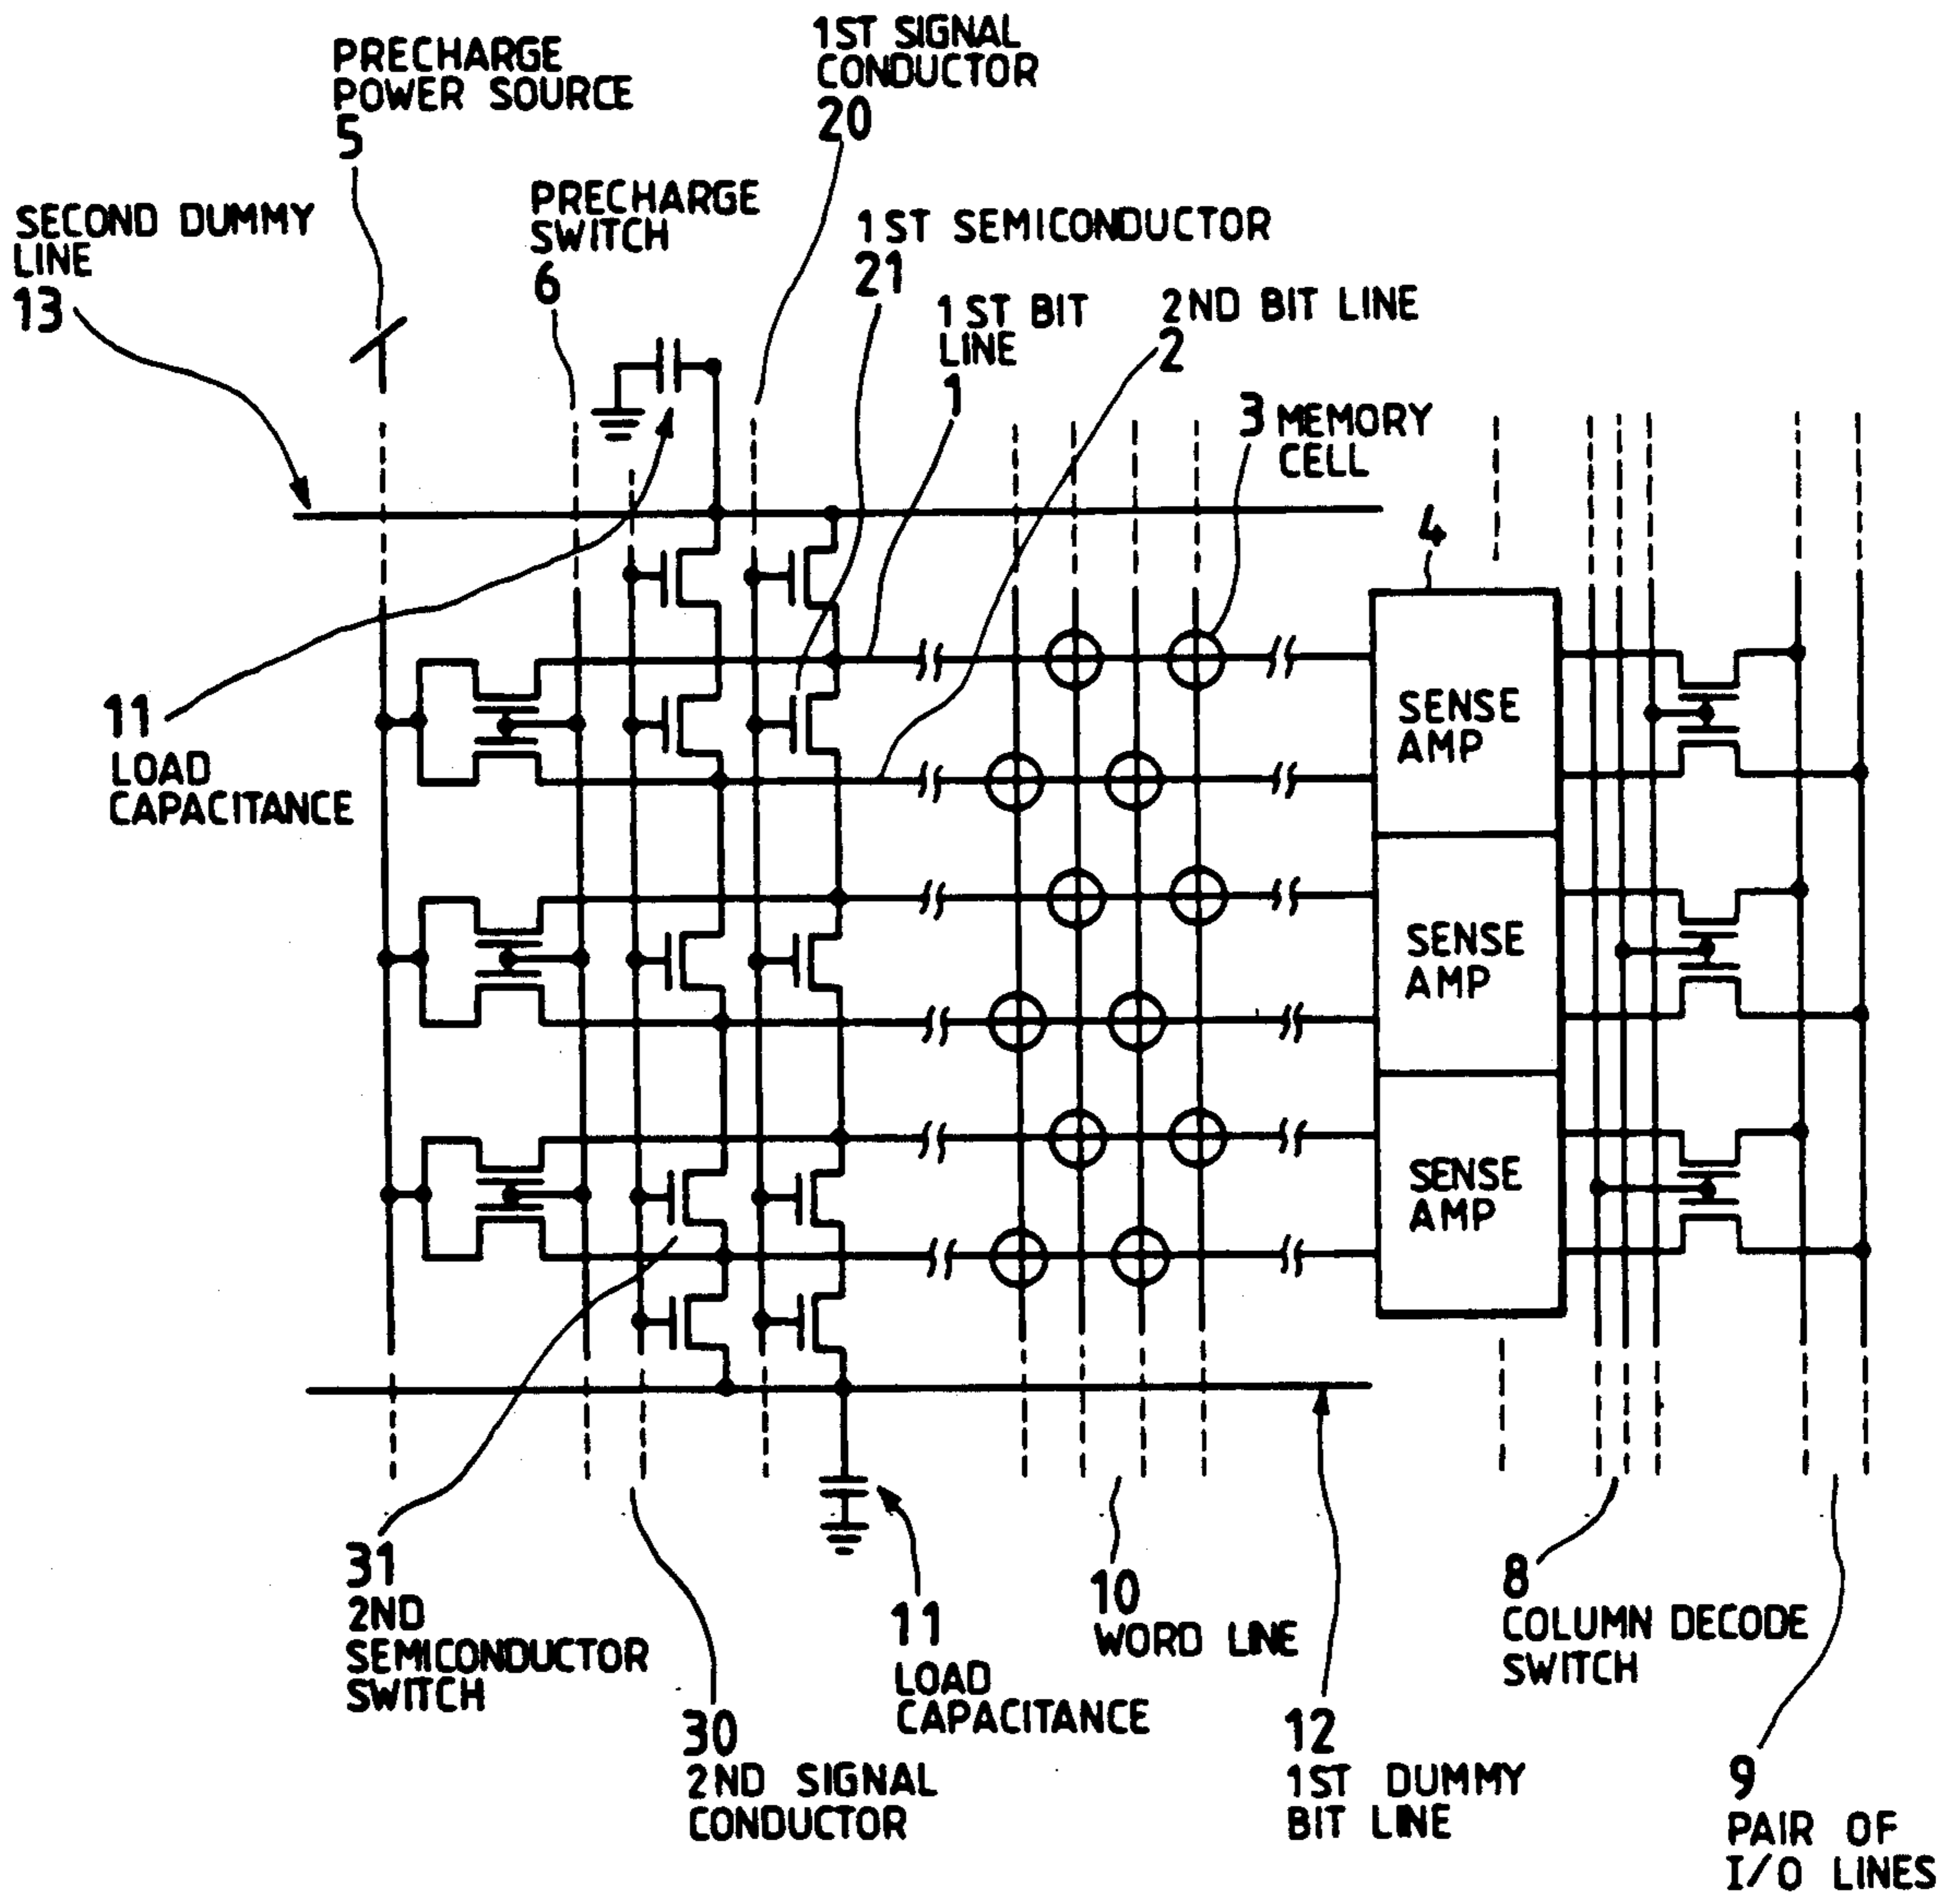 PRECHARGE
POWER SOURCE
5
1ST SIGNAL
CONDUCTOR
20
SECOND DUMMY
LINE
13
PRECHARGE
SWITCH
6
1ST SEMICONDUCTOR
21
1ST BIT
LINE
1
2ND BIT LINE
2
3 MEMORY
CELL
4
11
LOAD
CAPACITANCE
SENSE
AMP
SENSE
AMP
SENSE
AMP
31
2ND
SEMICONDUCTOR
SWITCH
30
2ND SIGNAL
CONDUCTOR
11
LOAD
CAPACITANCE
10
WORD LINE
12
1ST DUMMY
BIT LINE
8
COLUMN DECODE
SWITCH
9
PAIR OF
I/O LINES